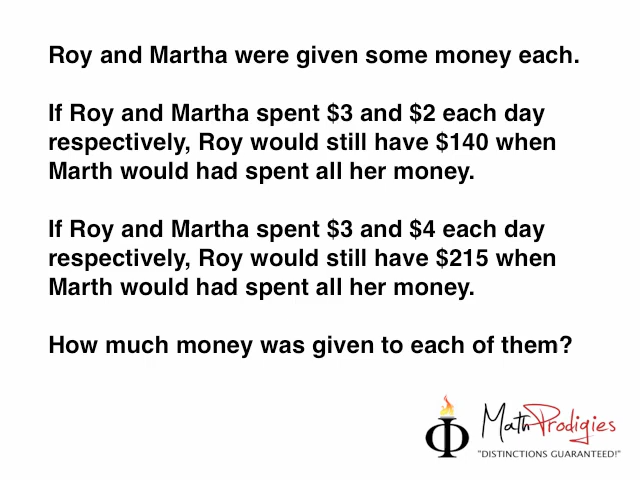 Roy and Martha were given some money each.
If Roy and Martha spent $3 and $2 each day
respectively, Roy would still have $140 when
Marth would had spent all her money.
If Roy and Martha spent $3 and $4 each day
respectively, Roy would still have $215 when
Marth would had spent all her money.
How much money was given to each of them?
Math Prodigies
"DISTINCTIONS GUARANTEED!"